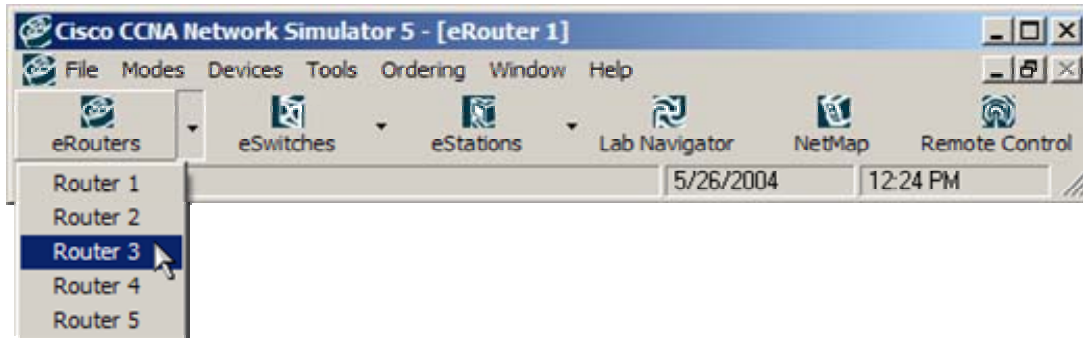 Cisco CCNA Network Simulator 5 - [eRouter 1]
File Modes Devices Tools Ordering Window Help
eRouters eSwitches eStations Lab Navigator NetMap Remote Control
5/26/2004 12:24 PM
Router 1
Router 2
Router 3
Router 4
Router 5